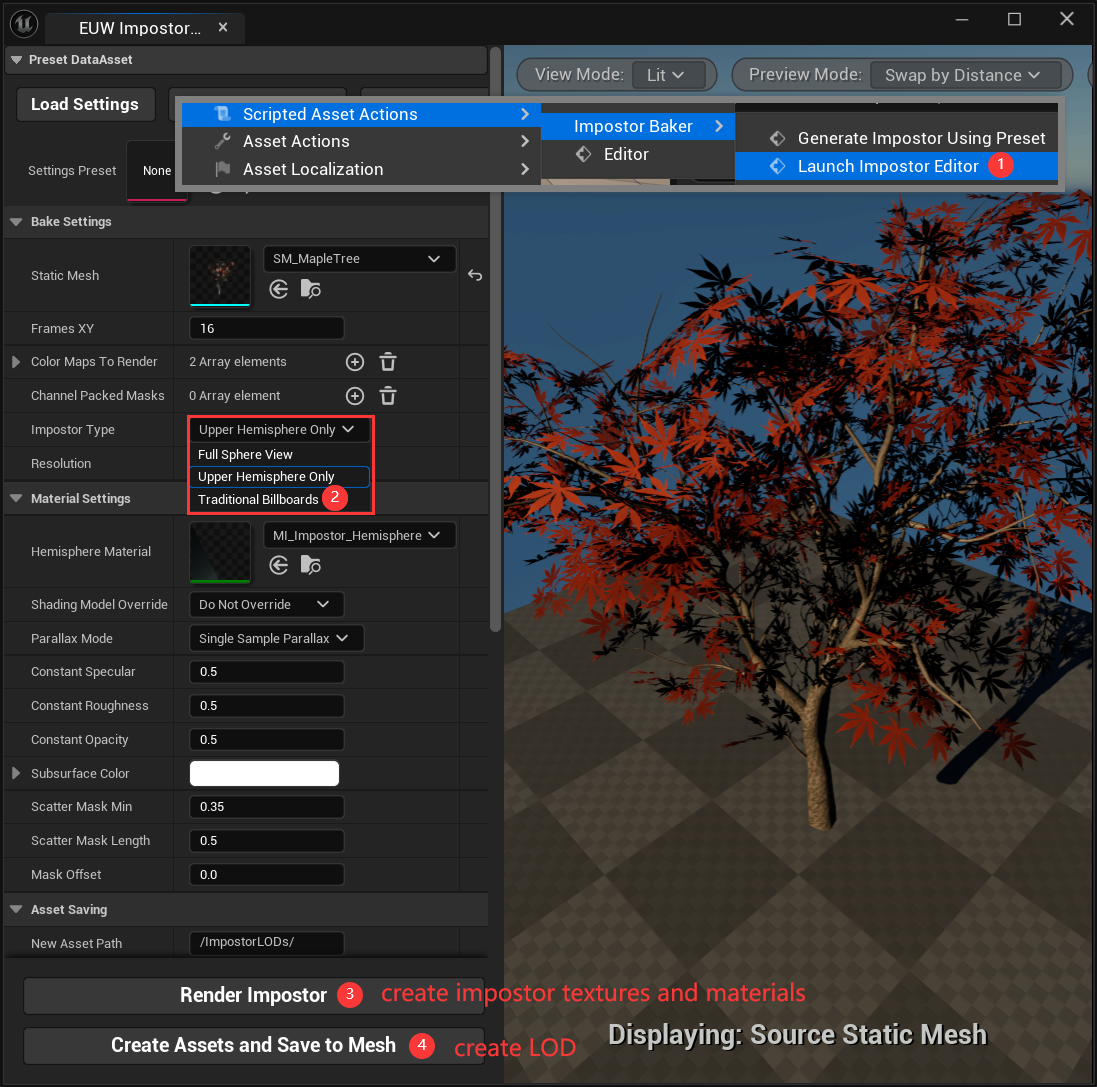 EUW Impostor...
Preset DataAsset
Load Settings
View Mode:
Lit
Preview Mode:
Swap by Distance
Scripted Asset Actions
Asset Actions
Asset Localization
Impostor Baker
Editor
Generate Impostor Using Preset
Launch Impostor Editor 1
Settings Preset
None
Bake Settings
Static Mesh
SM_MapleTree
Frames XY
16
Color Maps To Render
2 Array elements
Channel Packed Masks
0 Array element
Impostor Type
Upper Hemisphere Only
Full Sphere View
Upper Hemisphere Only
Traditional Billboards 2
Resolution
Material Settings
Hemisphere Material
MI_Impostor_Hemisphere
Shading Model Override
Do Not Override
Parallax Mode
Single Sample Parallax
Constant Specular
0.5
Constant Roughness
0.5
Constant Opacity
0.5
Subsurface Color
Scatter Mask Min
0.35
Scatter Mask Length
0.5
Mask Offset
0.0
Asset Saving
New Asset Path
/ImpostorLODs/
Render Impostor 3 create impostor textures and materials
Create Assets and Save to Mesh 4 create LOD
Displaying: Source Static Mesh